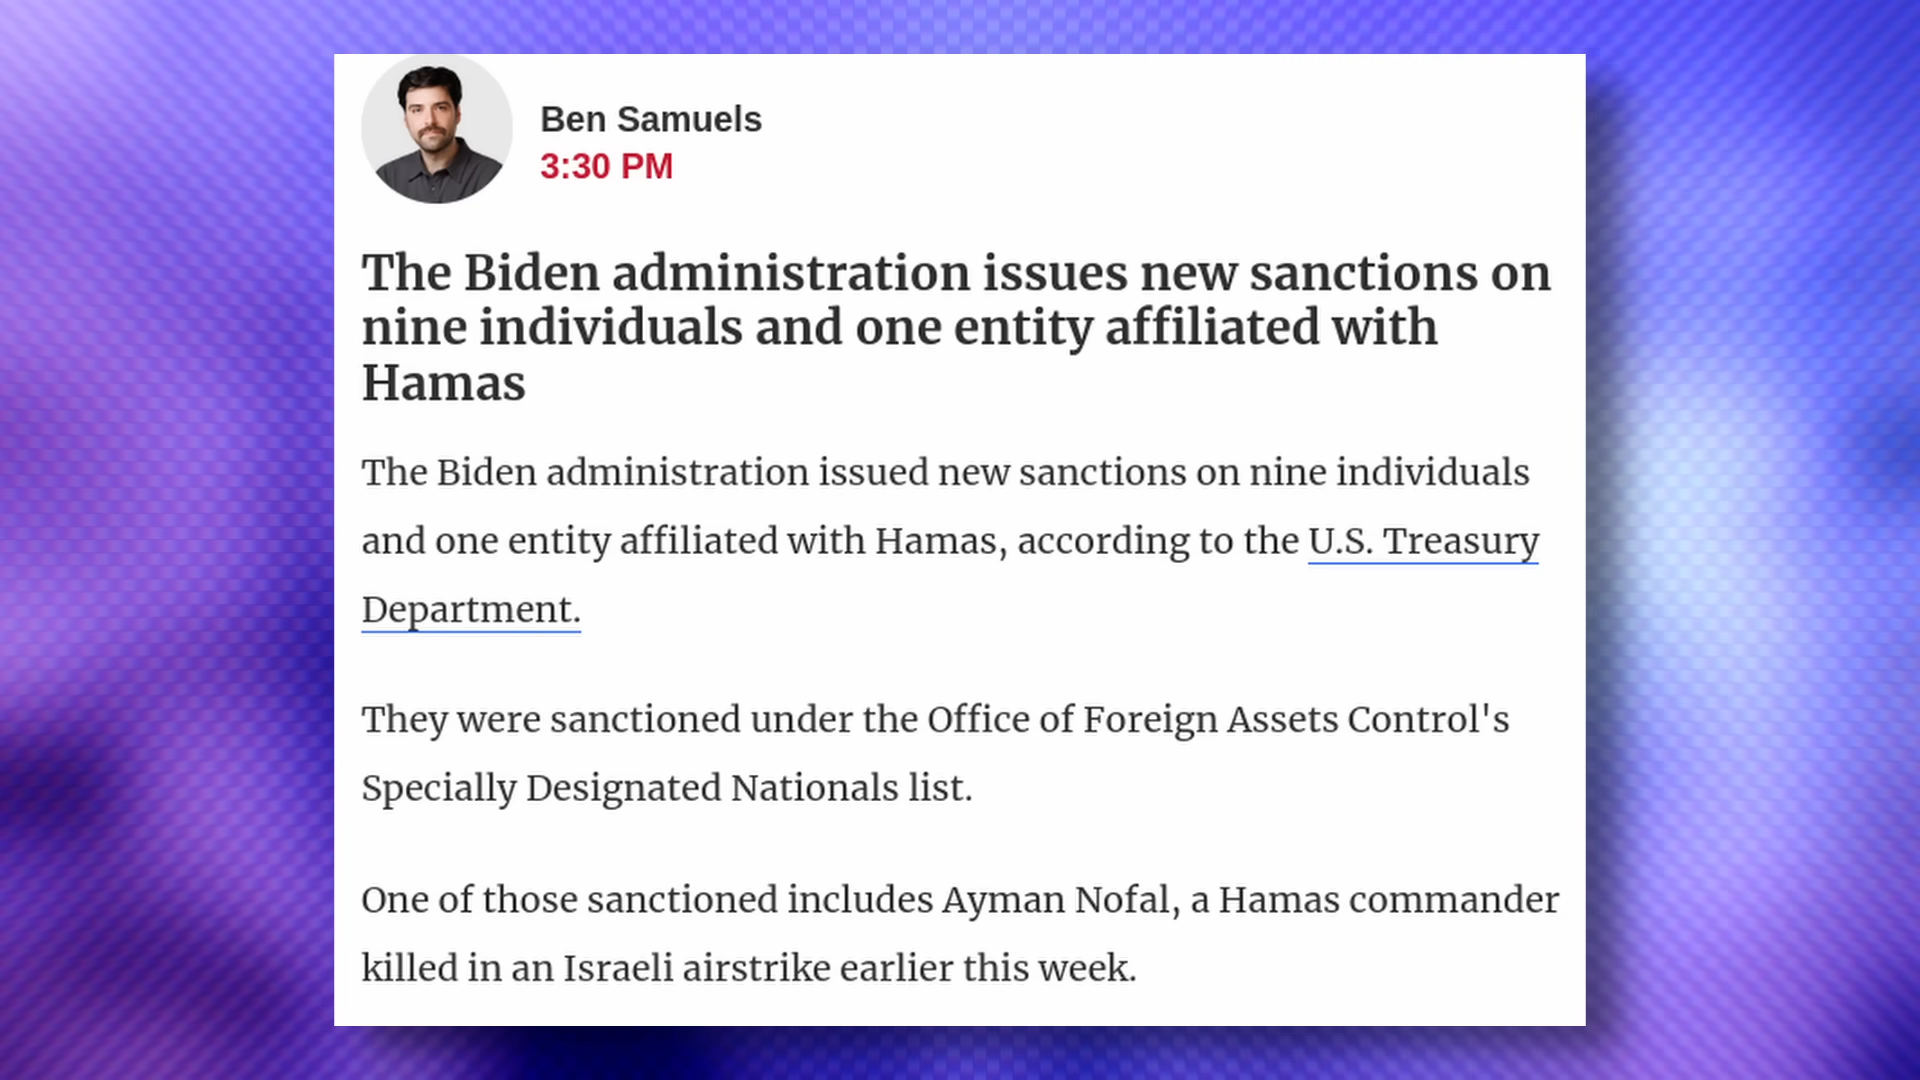 Ben Samuels
3:30 PM
The Biden administration issues new sanctions on
nine individuals and one entity affiliated with
Hamas
The Biden administration issued new sanctions on nine individuals
and one entity affiliated with Hamas, according to the U.S. Treasury
Department.
They were sanctioned under the Office of Foreign Assets Control's
Specially Designated Nationals list.
One of those sanctioned includes Ayman Nofal, a Hamas commander
killed in an Israeli airstrike earlier this week.